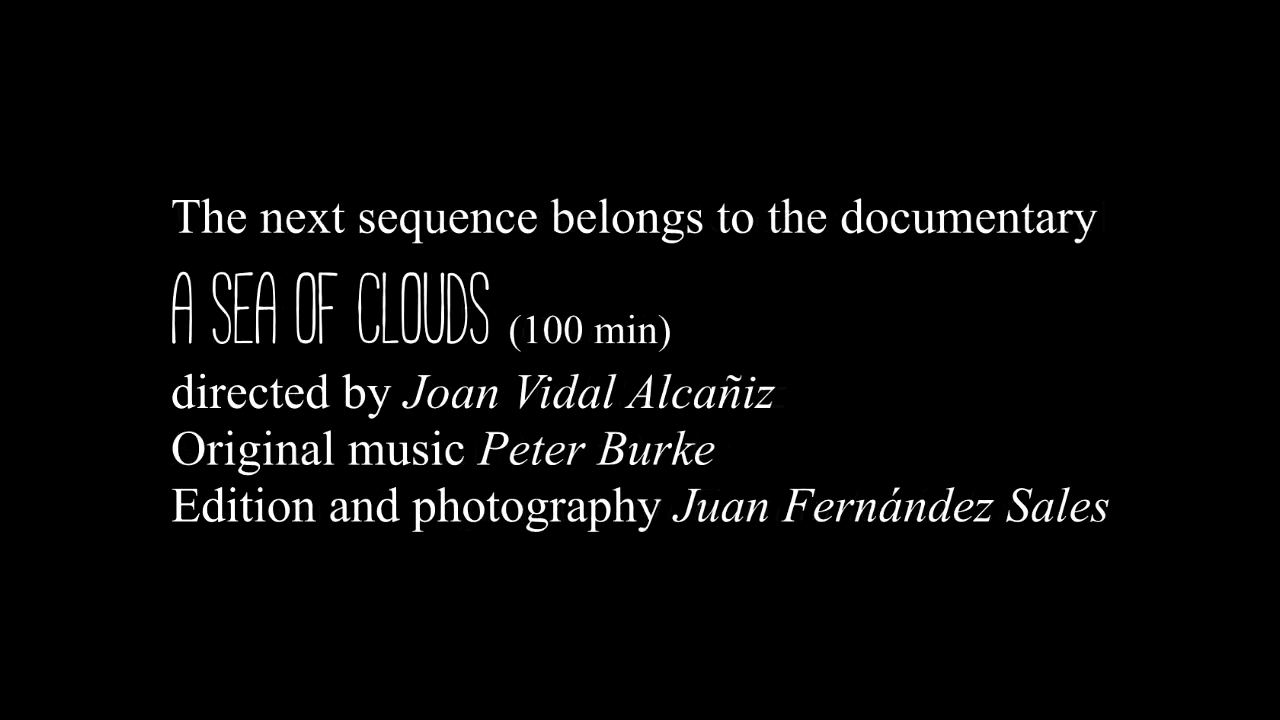 The next sequence belongs to the documentary
A SEA OF CLOUDS (100 min)
directed by Joan Vidal Alcañiz
Original music Peter Burke
Edition and photography Juan Fernández Sales